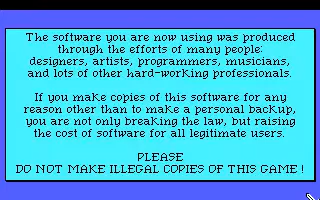 The software you are now using was produced
through the efforts of many people:
designers, artists, programmers, musicians,
and lots of other hard-working professionals.
If you make copies of this software for any
reason other than to make a personal backup,
you are not only breaking the law, but raising
the cost of software for all legitimate users.
PLEASE
DO NOT MAKE ILLEGAL COPIES OF THIS GAME !